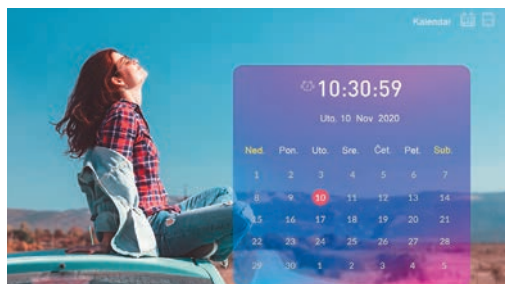 Kalendar
10:30:59
Uto, 10 Nov 2020
Ned. Pon. Uto. Sre. Čet. Pet. Sub.
1 2 3 4 5 6 7
8 9 10 11 12 13 14
15 16 17 18 19 20 21
22 23 24 25 26 27 28
29 30 1 2 3 4 5